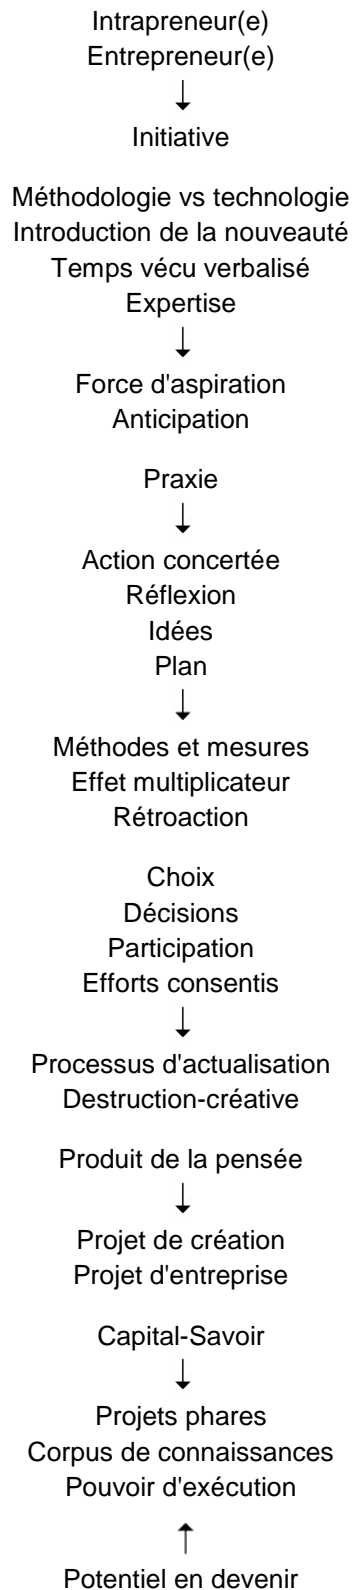 Intrapreneur(e)
Entrepreneur(e)
↓
Initiative
Méthodologie vs technologie
Introduction de la nouveauté
Temps vécu verbalisé
Expertise
↓
Force d'aspiration
Anticipation
Praxie
↓
Action concertée
Réflexion
Idées
Plan
↓
Méthodes et mesures
Effet multiplicateur
Rétroaction
Choix
Décisions
Participation
Efforts consentis
↓
Processus d'actualisation
Destruction-créative
Produit de la pensée
↓
Projet de création
Projet d'entreprise
Capital-Savoir
↓
Projets phares
Corpus de connaissances
Pouvoir d'exécution
↑
Potentiel en devenir